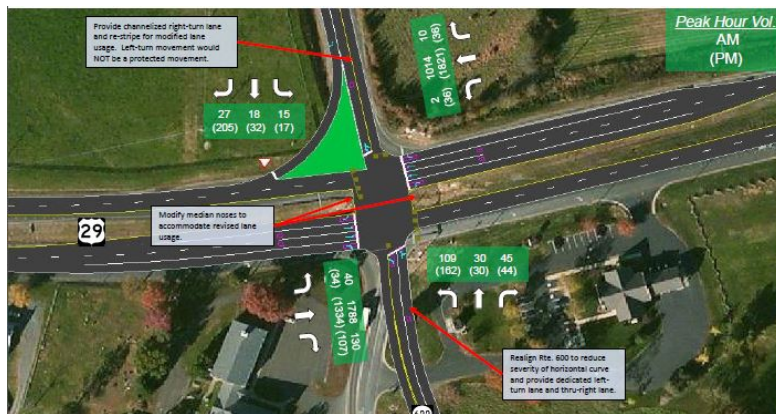 Provide channelized right-turn lane
and re-stripe for modified lane
usage. Left-turn movement would
NOT be a protected movement.
Peak Hour Vol.
AM
(PM)
10
(36)
1014
(1821)
2
(36)
27 18 15
(205) (32) (17)
Modify median noses to
accommodate revised lane
usage.
29
109 30 45
(162) (30) (44)
40
(34)
1788
(1334)
130
(107)
Realign Rte. 600 to reduce
severity of horizontal curve
and provide dedicated left-
turn lane and thru-right lane.